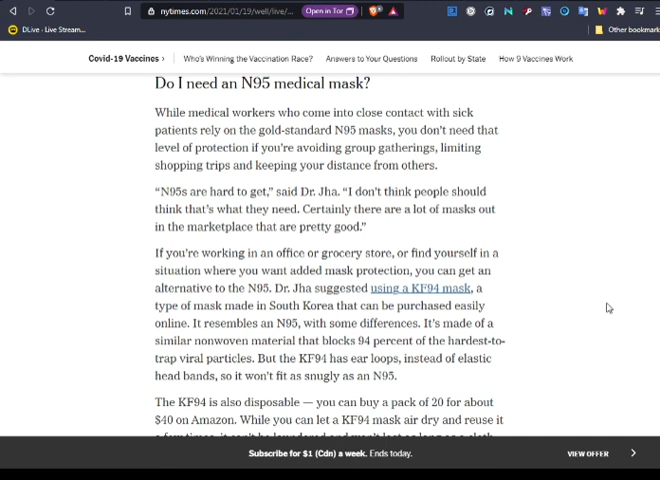 nytimes.com/2021/01/19/well/live/...
Open in Tor
DLive - Live Stream...
Other bookmark
Covid-19 Vaccines
Who's Winning the Vaccination Race?
Answers to Your Questions
Rollout by State
How 9 Vaccines Work
Do I need an N95 medical mask?
While medical workers who come into close contact with sick
patients rely on the gold-standard N95 masks, you don't need that
level of protection if you're avoiding group gatherings, limiting
shopping trips and keeping your distance from others.
“N95s are hard to get,” said Dr. Jha. “I don't think people should
think that's what they need. Certainly there are a lot of masks out
in the marketplace that are pretty good.”
If you're working in an office or grocery store, or find yourself in a
situation where you want added mask protection, you can get an
alternative to the N95. Dr. Jha suggested using a KF94 mask, a
type of mask made in South Korea that can be purchased easily
online. It resembles an N95, with some differences. It's made of a
similar nonwoven material that blocks 94 percent of the hardest-to-
trap viral particles. But the KF94 has ear loops, instead of elastic
head bands, so it won't fit as snugly as an N95.
The KF94 is also disposable — you can buy a pack of 20 for about
$40 on Amazon. While you can let a KF94 mask air dry and reuse it
Subscribe for $1 (Cdn) a week. Ends today.
VIEW OFFER